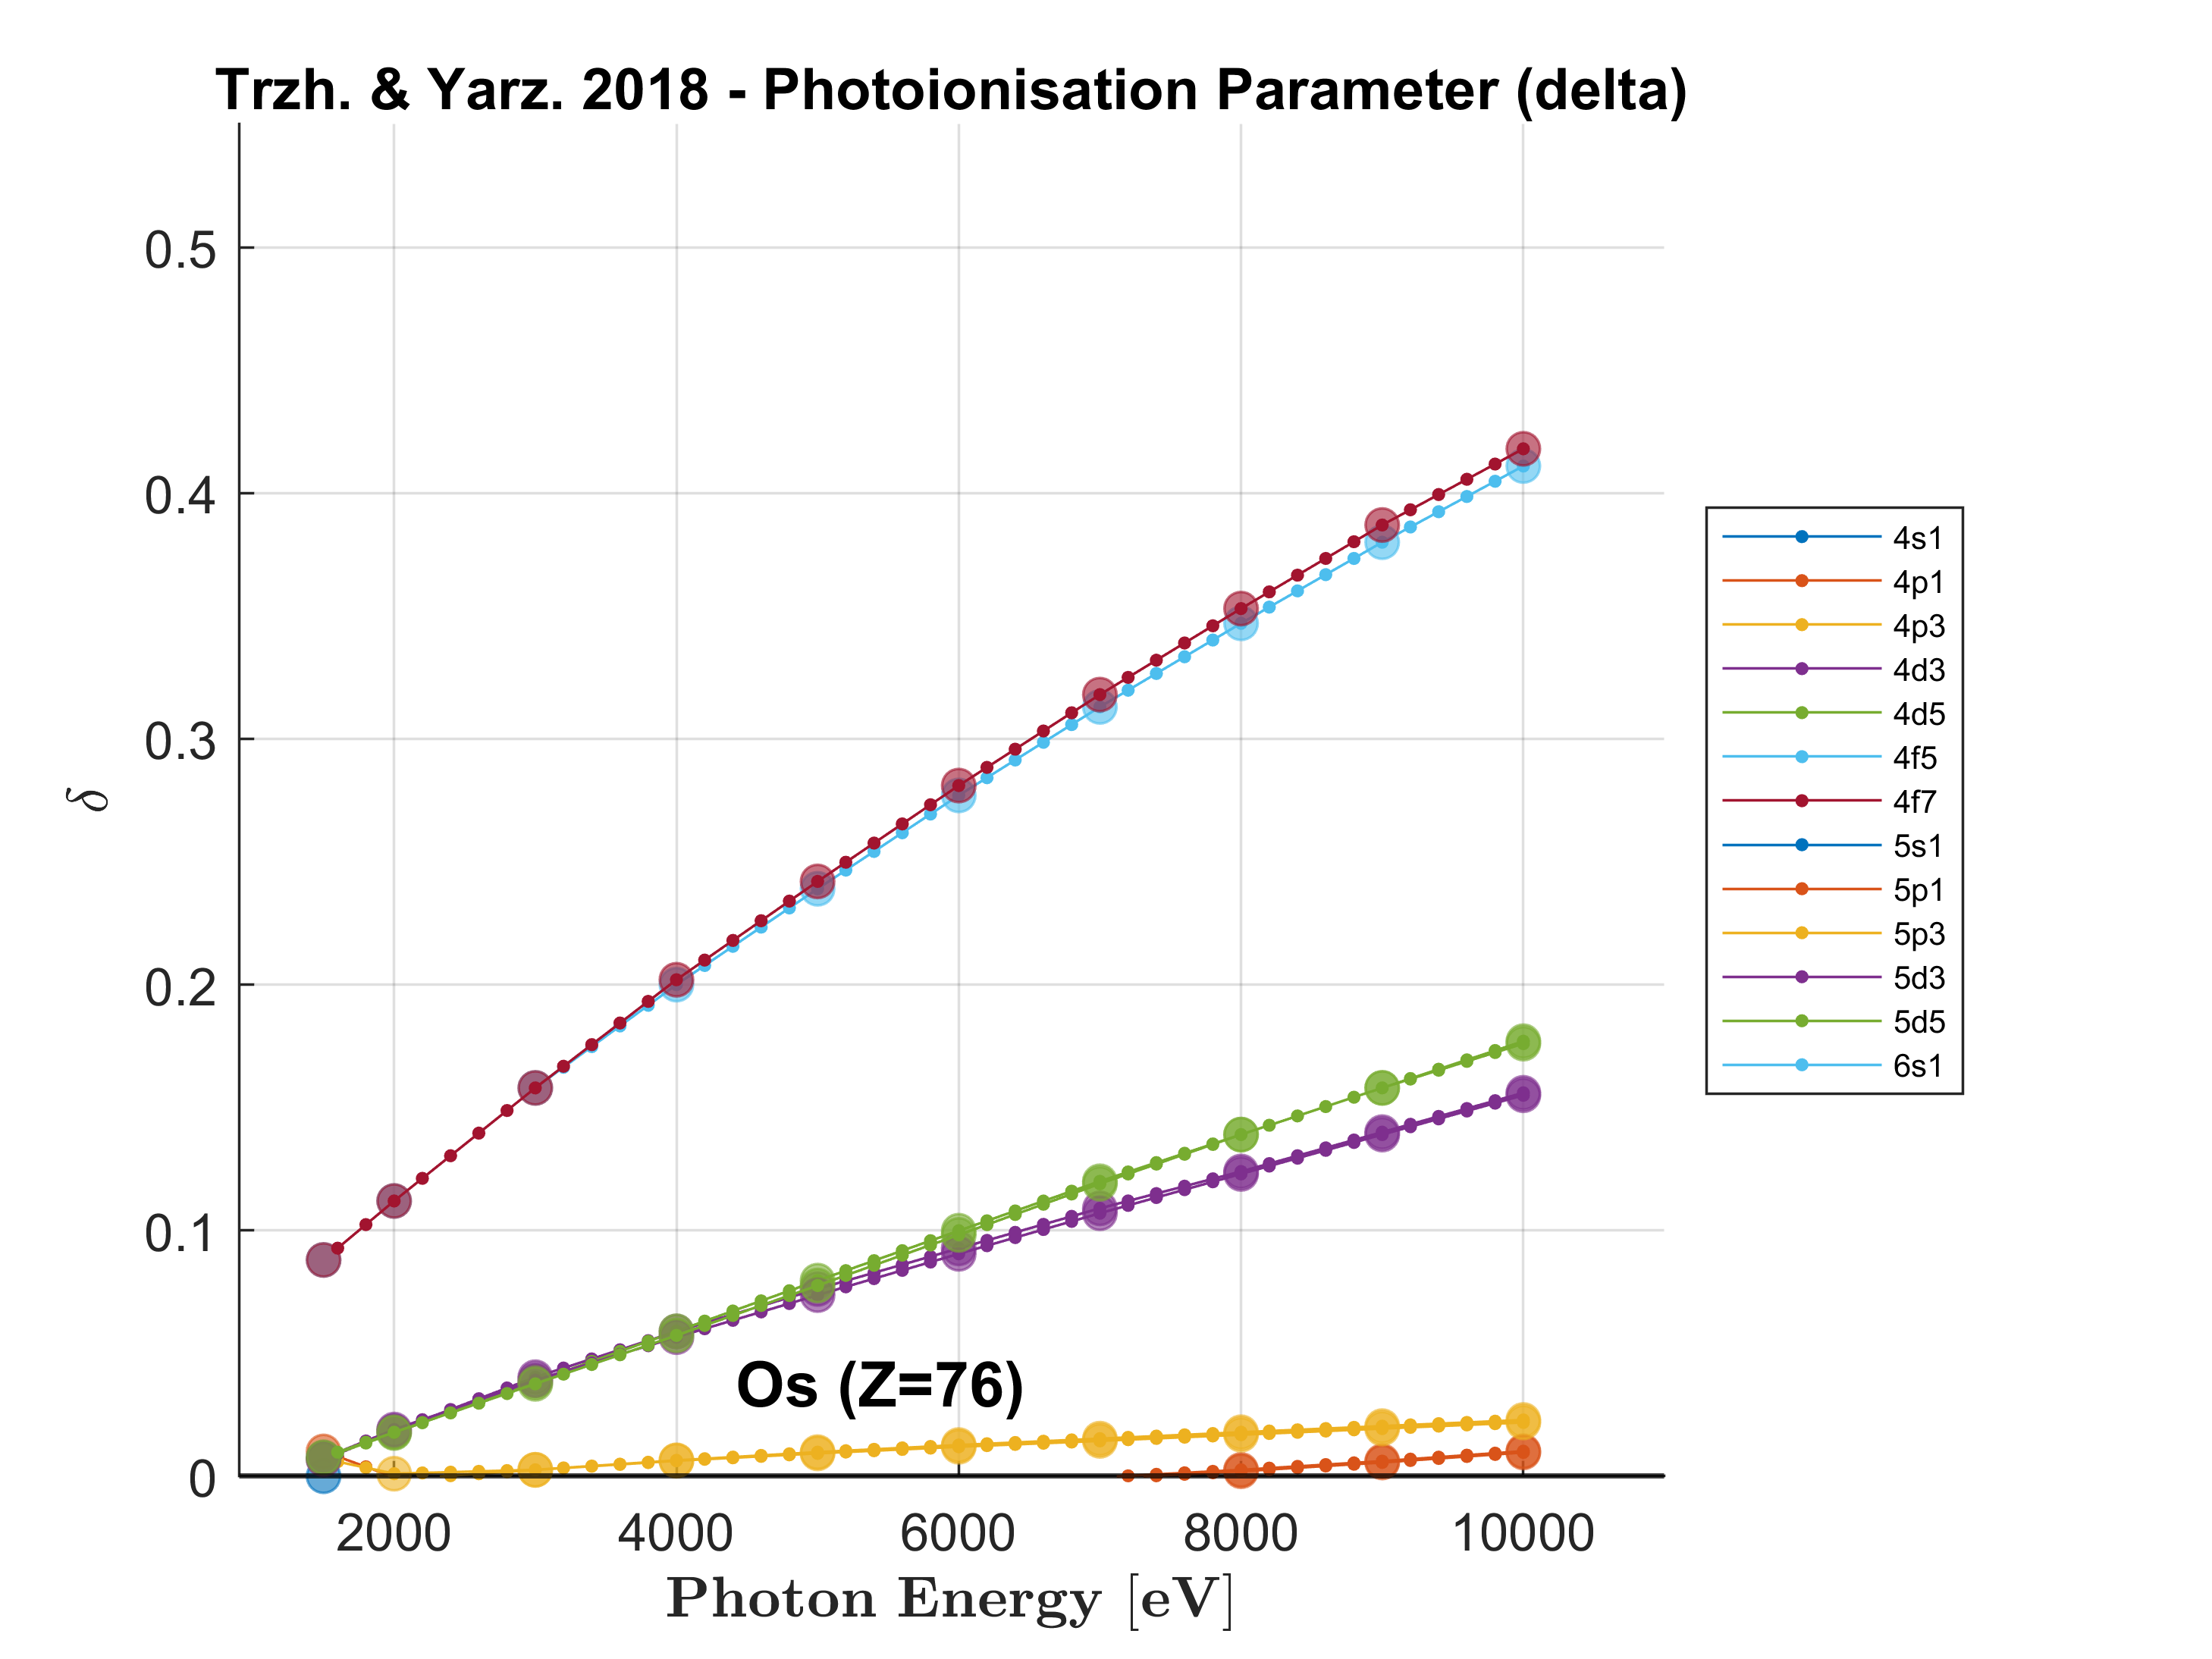 Trzh. & Yarz. 2018 - Photoionisation Parameter (delta)
0.5
0.4
0.3
0.2
0.1
0
δ
2000 4000 6000 8000 10000
Photon Energy [eV]
Os (Z=76)
4s1
4p1
4p3
4d3
4d5
4f5
4f7
5s1
5p1
5p3
5d3
5d5
6s1